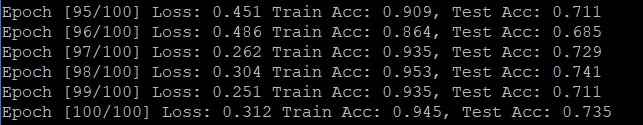 Epoch [95/100] Loss: 0.451 Train Acc: 0.909, Test Acc: 0.711
Epoch [96/100] Loss: 0.486 Train Acc: 0.864, Test Acc: 0.685
Epoch [97/100] Loss: 0.262 Train Acc: 0.935, Test Acc: 0.729
Epoch [98/100] Loss: 0.304 Train Acc: 0.953, Test Acc: 0.741
Epoch [99/100] Loss: 0.251 Train Acc: 0.935, Test Acc: 0.711
Epoch [100/100] Loss: 0.312 Train Acc: 0.945, Test Acc: 0.735